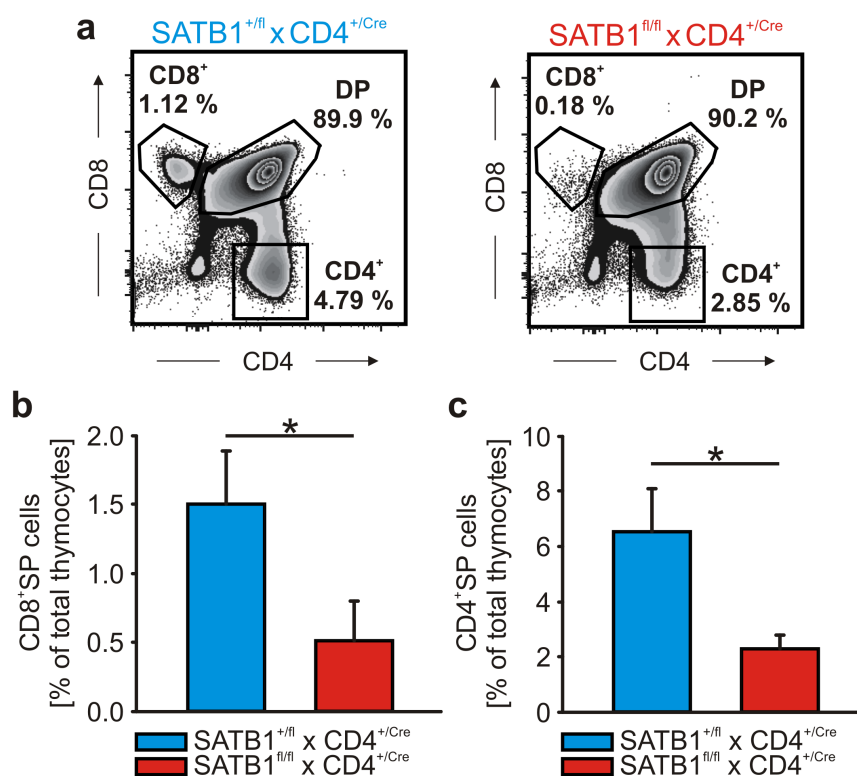 a
SATB1⁺/ᶠˡ x CD4⁺/ᶜʳᵉ
SATB1ᶠˡ/ᶠˡ x CD4⁺/ᶜʳᵉ
CD8⁺
1.12 %
DP
89.9 %
CD4⁺
4.79 %
CD8
CD4
CD8⁺
0.18 %
DP
90.2 %
CD4⁺
2.85 %
CD8
CD4
b
CD8⁺SP cells
[% of total thymocytes]
2.0
1.5
1.0
0.5
0.0
*
SATB1⁺/ᶠˡ x CD4⁺/ᶜʳᵉ
SATB1ᶠˡ/ᶠˡ x CD4⁺/ᶜʳᵉ
c
CD4⁺SP cells
[% of total thymocytes]
10
8
6
4
2
0
*
SATB1⁺/ᶠˡ x CD4⁺/ᶜʳᵉ
SATB1ᶠˡ/ᶠˡ x CD4⁺/ᶜʳᵉ